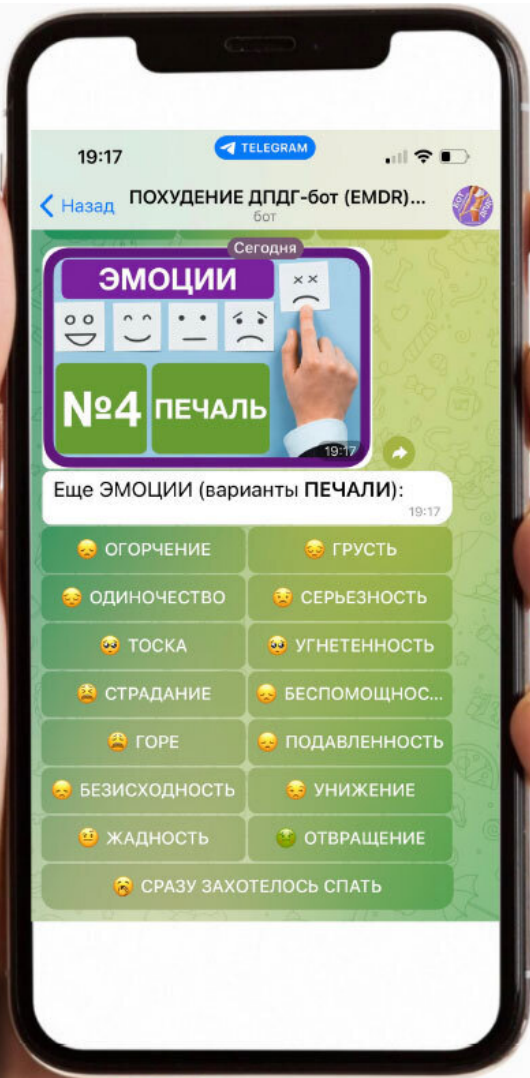 19:17
TELEGRAM
Назад
ПОХУДЕНИЕ ДПДГ-бот (EMDR)...
бот
Сегодня
ЭМОЦИИ
№4 ПЕЧАЛЬ
19:17
Еще ЭМОЦИИ (варианты ПЕЧАЛИ):
19:17
ОГОРЧЕНИЕ
ГРУСТЬ
ОДИНОЧЕСТВО
СЕРЬЕЗНОСТЬ
ТОСКА
УГНЕТЕННОСТЬ
СТРАДАНИЕ
БЕСПОМОЩНОС...
ГОРЕ
ПОДАВЛЕННОСТЬ
БЕЗИСХОДНОСТЬ
УНИЖЕНИЕ
ЖАДНОСТЬ
ОТВРАЩЕНИЕ
СРАЗУ ЗАХОТЕЛОСЬ СПАТЬ